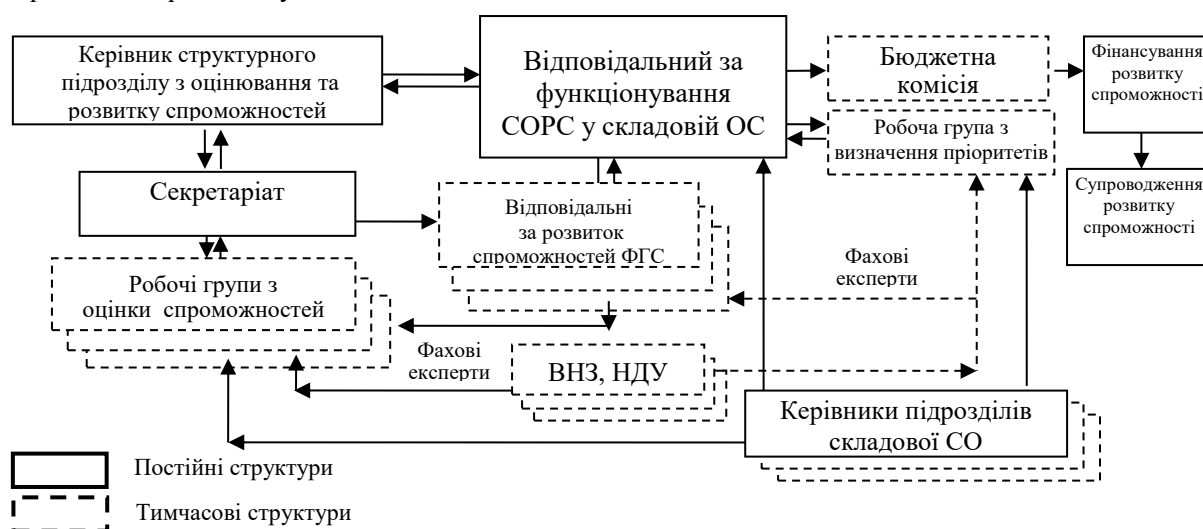 Керівник структурного
підрозділу з оцінювання та
розвитку спроможностей
Відповідальний за
функціонування
СОРС у складовій ОС
Бюджетна
комісія
Фінансування
розвитку
спроможності
Робоча група з
визначення пріоритетів
Секретаріат
Відповідальні
за розвиток
спроможностей ФГС
Супроводження
розвитку
спроможності
Фахові
експерти
Робочі групи з
оцінки спроможностей
Фахові
експерти
ВНЗ, НДУ
Керівники підрозділів
складової СО
Постійні структури
Тимчасові структури